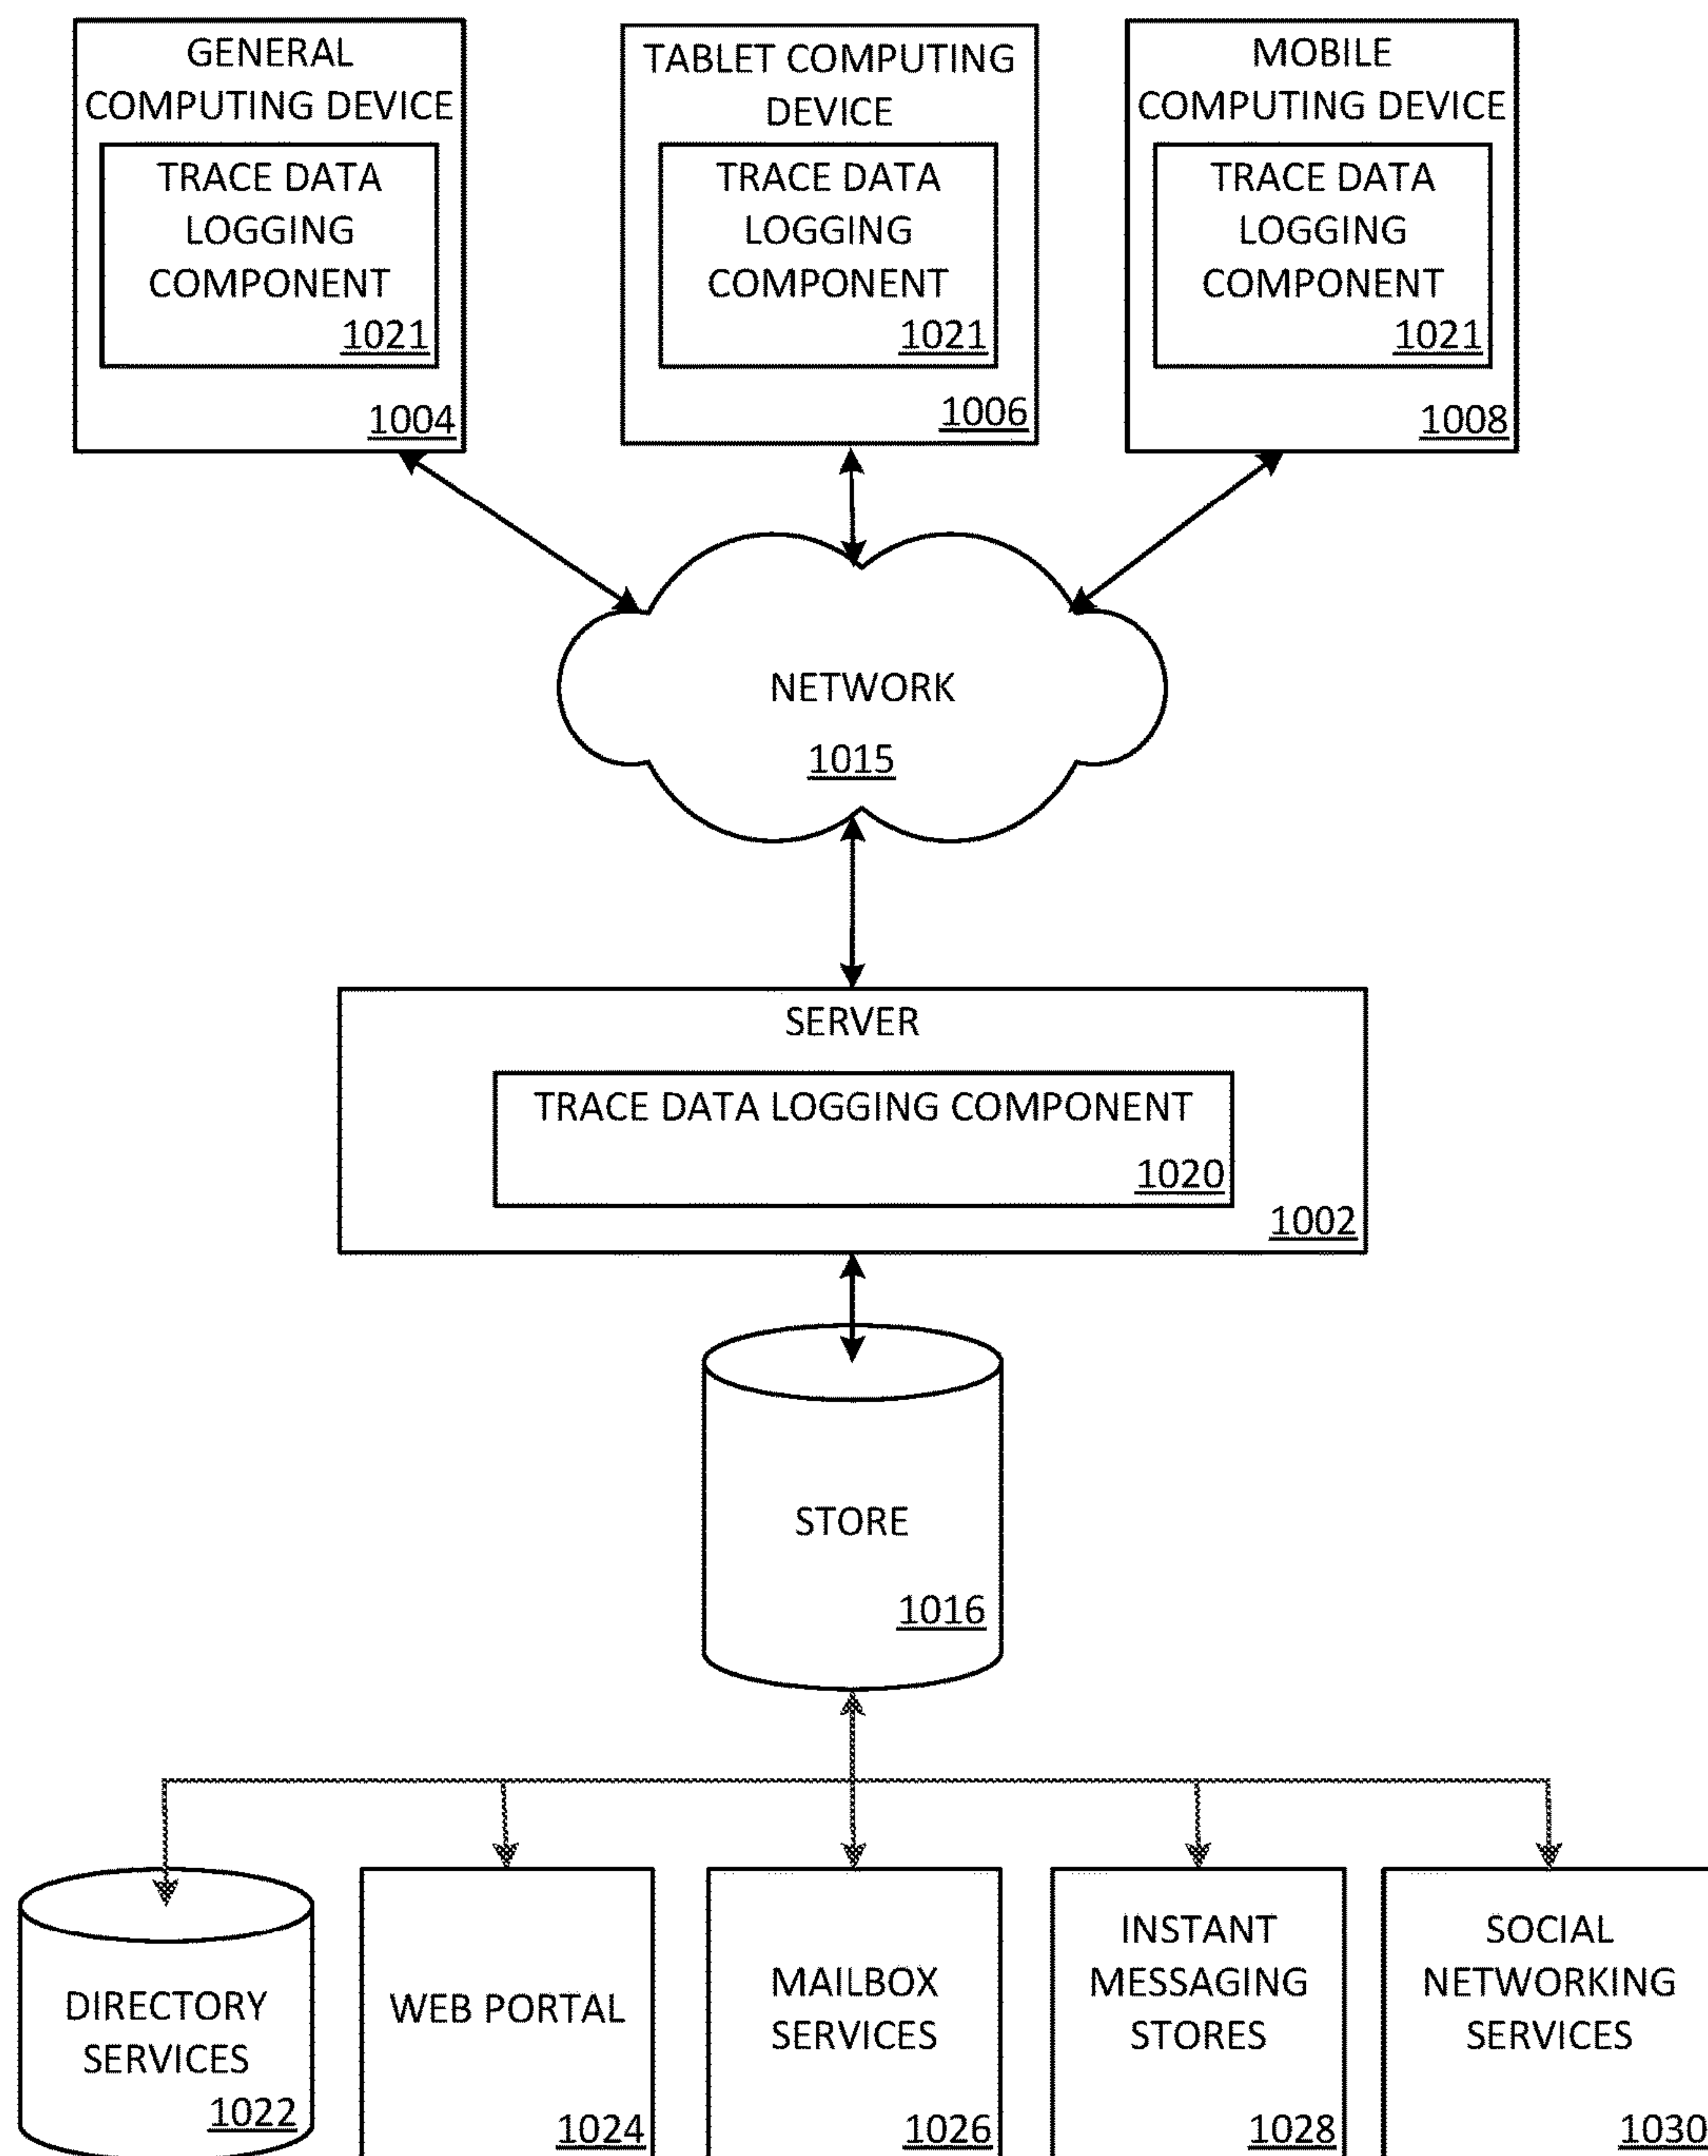 GENERAL
COMPUTING DEVICE
TRACE DATA
LOGGING
COMPONENT
1021
1004
TABLET COMPUTING
DEVICE
TRACE DATA
LOGGING
COMPONENT
1021
1006
MOBILE
COMPUTING DEVICE
TRACE DATA
LOGGING
COMPONENT
1021
1008
NETWORK
1015
SERVER
TRACE DATA LOGGING COMPONENT
1020
1002
STORE
1016
DIRECTORY
SERVICES
1022
WEB PORTAL
1024
MAILBOX
SERVICES
1026
INSTANT
MESSAGING
STORES
1028
SOCIAL
NETWORKING
SERVICES
1030